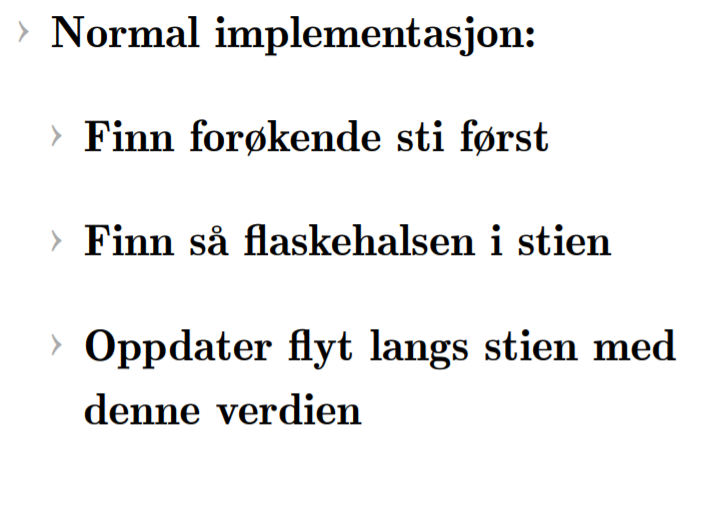 › Normal implementasjon:
› Finn forøkende sti først
› Finn så flaskehalsen i stien
› Oppdater flyt langs stien med
denne verdien